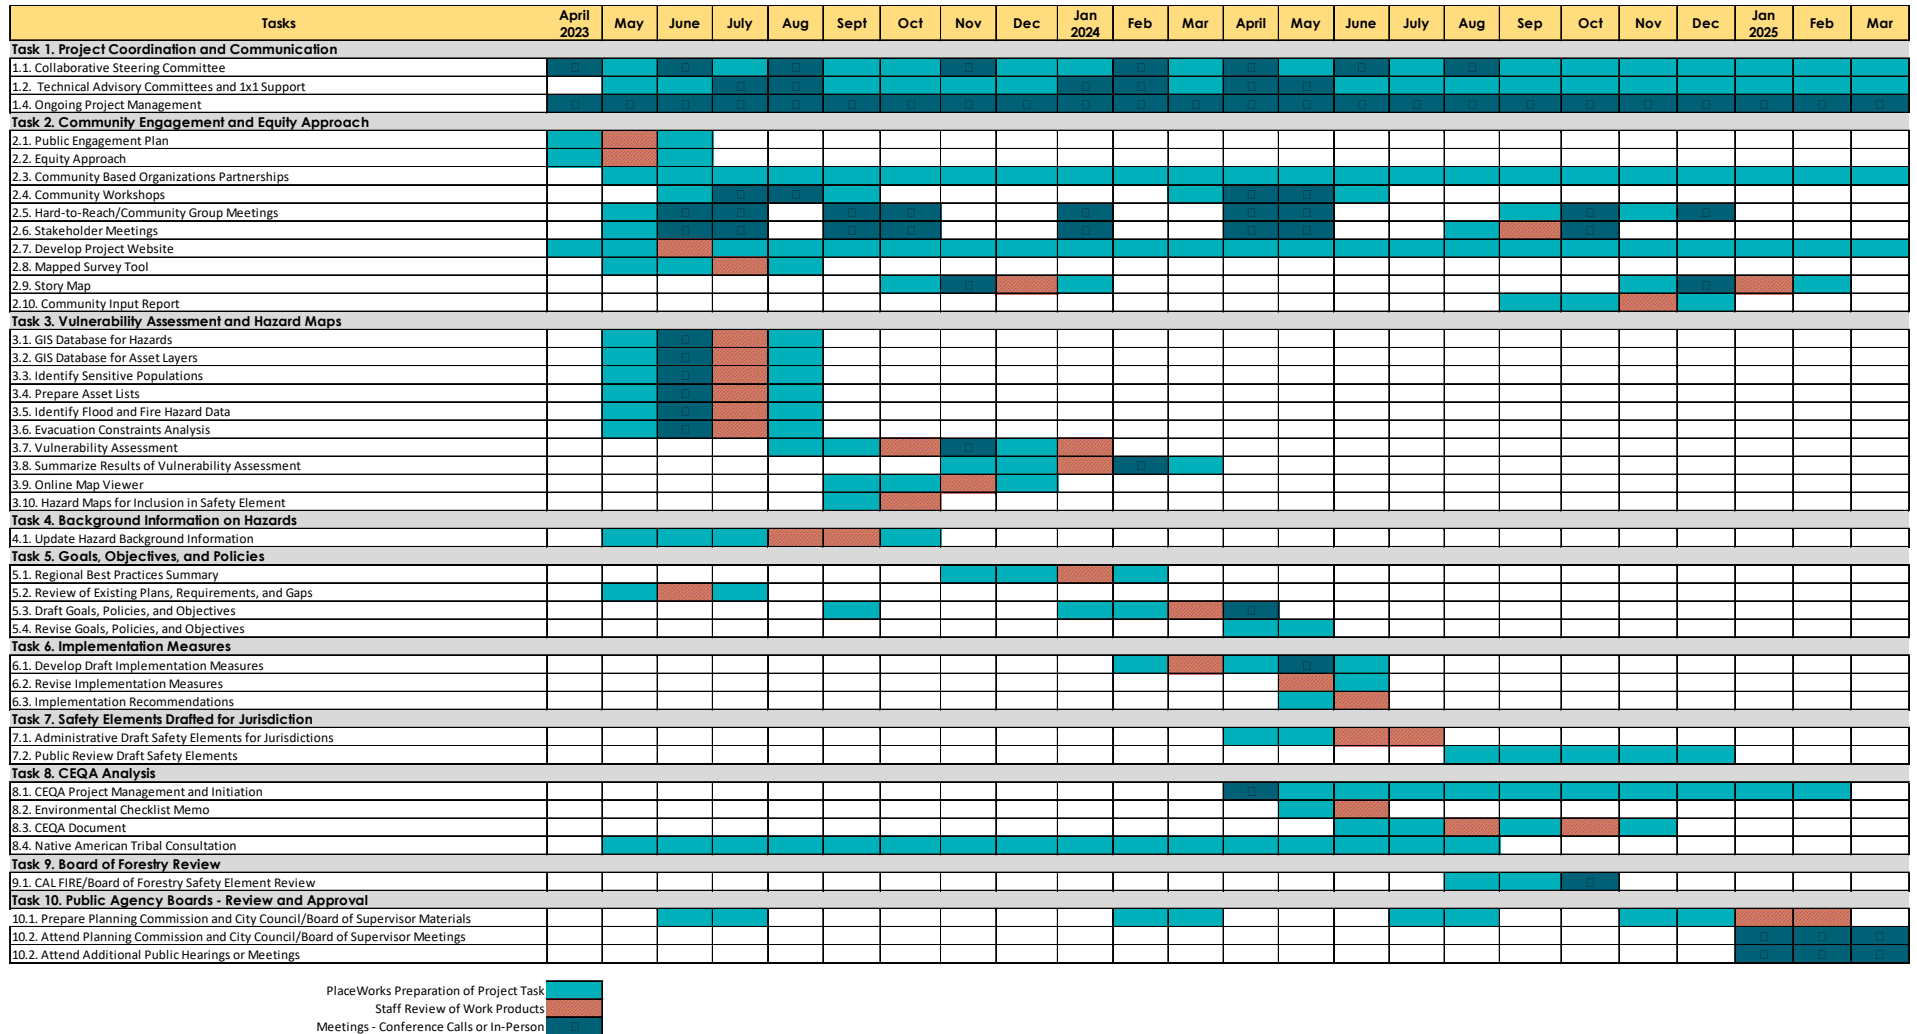 Tasks April 2023 May June July Aug Sept Oct Nov Dec Jan 2024 Feb Mar April May June July Aug Sep Oct Nov Dec Jan 2025 Feb Mar
Task 1. Project Coordination and Communication
1.1. Collaborative Steering Committee
1.2. Technical Advisory Committees and 1x1 Support
1.4. Ongoing Project Management
Task 2. Community Engagement and Equity Approach
2.1. Public Engagement Plan
2.2. Equity Approach
2.3. Community Based Organizations Partnerships
2.4. Community Workshops
2.5. Hard-to-Reach/Community Group Meetings
2.6. Stakeholder Meetings
2.7. Develop Project Website
2.8. Mapped Survey Tool
2.9. Story Map
2.10. Community Input Report
Task 3. Vulnerability Assessment and Hazard Maps
3.1. GIS Database for Hazards
3.2. GIS Database for Asset Layers
3.3. Identify Sensitive Populations
3.4. Prepare Asset Lists
3.5. Identify Flood and Fire Hazard Data
3.6. Evacuation Constraints Analysis
3.7. Vulnerability Assessment
3.8. Summarize Results of Vulnerability Assessment
3.9. Online Map Viewer
3.10. Hazard Maps for Inclusion in Safety Element
Task 4. Background Information on Hazards
4.1. Update Hazard Background Information
Task 5. Goals, Objectives, and Policies
5.1. Regional Best Practices Summary
5.2. Review of Existing Plans, Requirements, and Gaps
5.3. Draft Goals, Policies, and Objectives
5.4. Revise Goals, Policies, and Objectives
Task 6. Implementation Measures
6.1. Develop Draft Implementation Measures
6.2. Revise Implementation Measures
6.3. Implementation Recommendations
Task 7. Safety Elements Drafted for Jurisdiction
7.1. Administrative Draft Safety Elements for Jurisdictions
7.2. Public Review Draft Safety Elements
Task 8. CEQA Analysis
8.1. CEQA Project Management and Initiation
8.2. Environmental Checklist Memo
8.3. CEQA Document
8.4. Native American Tribal Consultation
Task 9. Board of Forestry Review
9.1. CAL FIRE/Board of Forestry Safety Element Review
Task 10. Public Agency Boards - Review and Approval
10.1. Prepare Planning Commission and City Council/Board of Supervisor Materials
10.2. Attend Planning Commission and City Council/Board of Supervisor Meetings
10.2. Attend Additional Public Hearings or Meetings
PlaceWorks Preparation of Project Task
Staff Review of Work Products
Meetings - Conference Calls or In-Person